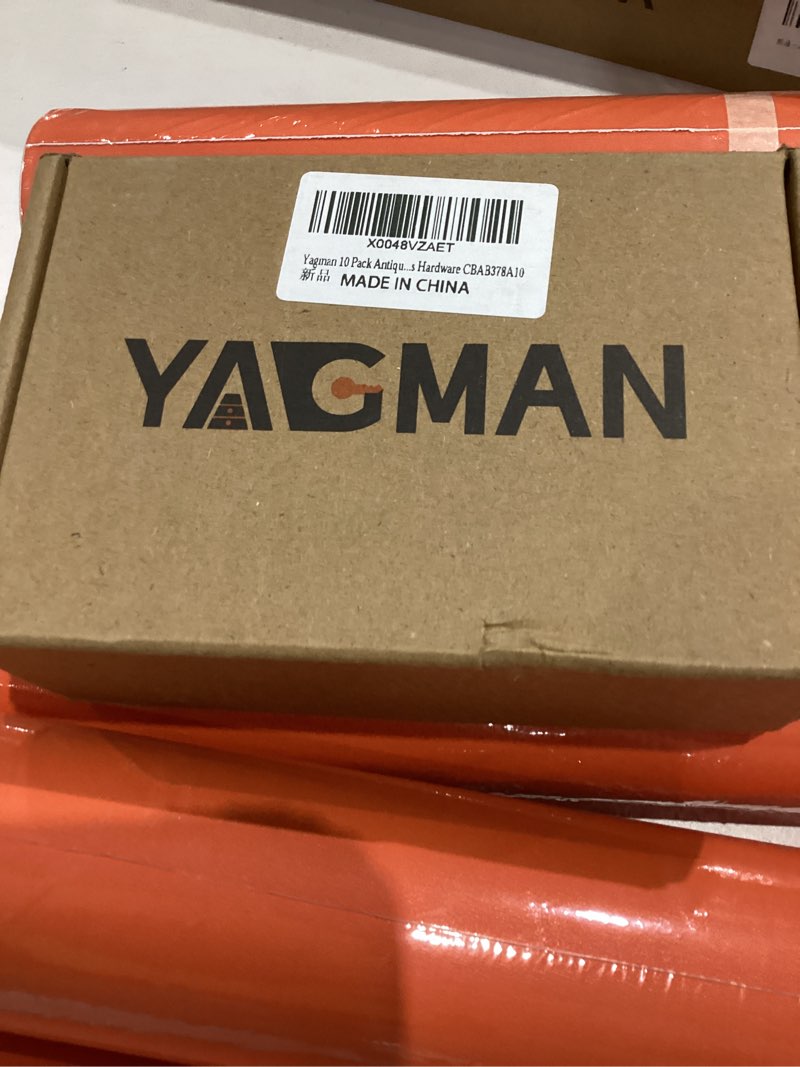 X0048VZAET
Yagman 10 Pack Antiqu...s Hardware CBAB378A10
新品 MADE IN CHINA
YAGMAN